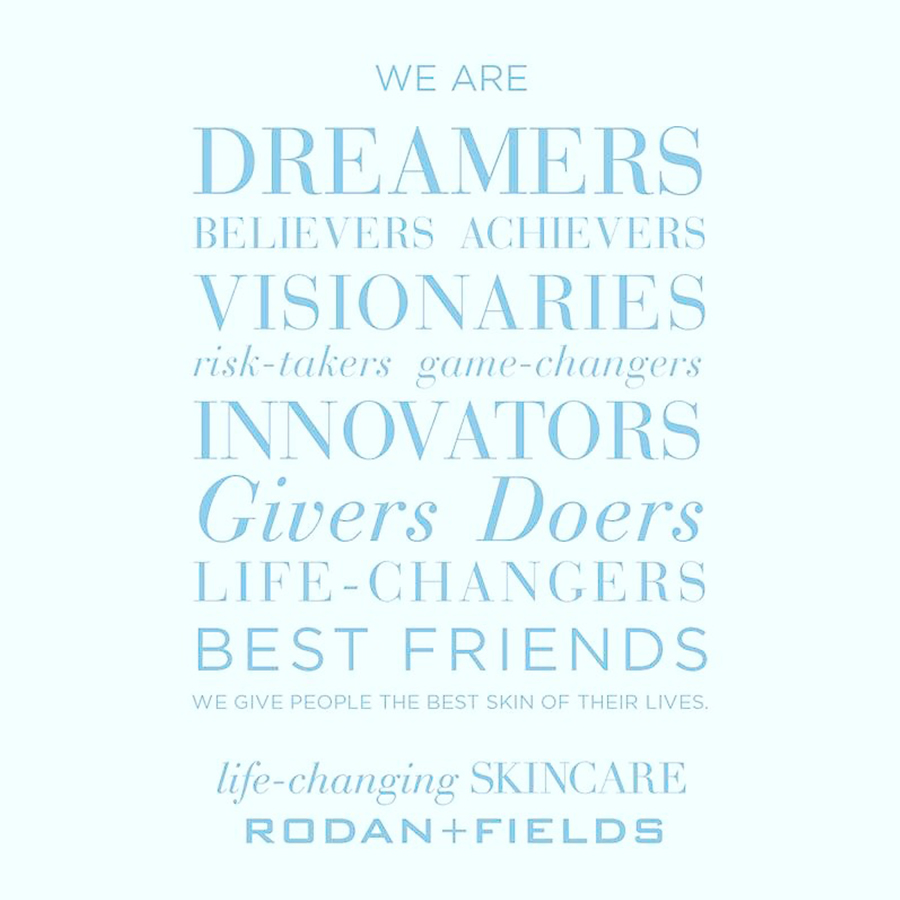 WE ARE
DREAMERS
BELIEVERS ACHIEVERS
VISIONARIES
risk-takers game-changers
INNOVATORS
Givers Doers
LIFE-CHANGERS
BEST FRIENDS
WE GIVE PEOPLE THE BEST SKIN OF THEIR LIVES.
life-changing SKINCARE
RODAN+FIELDS